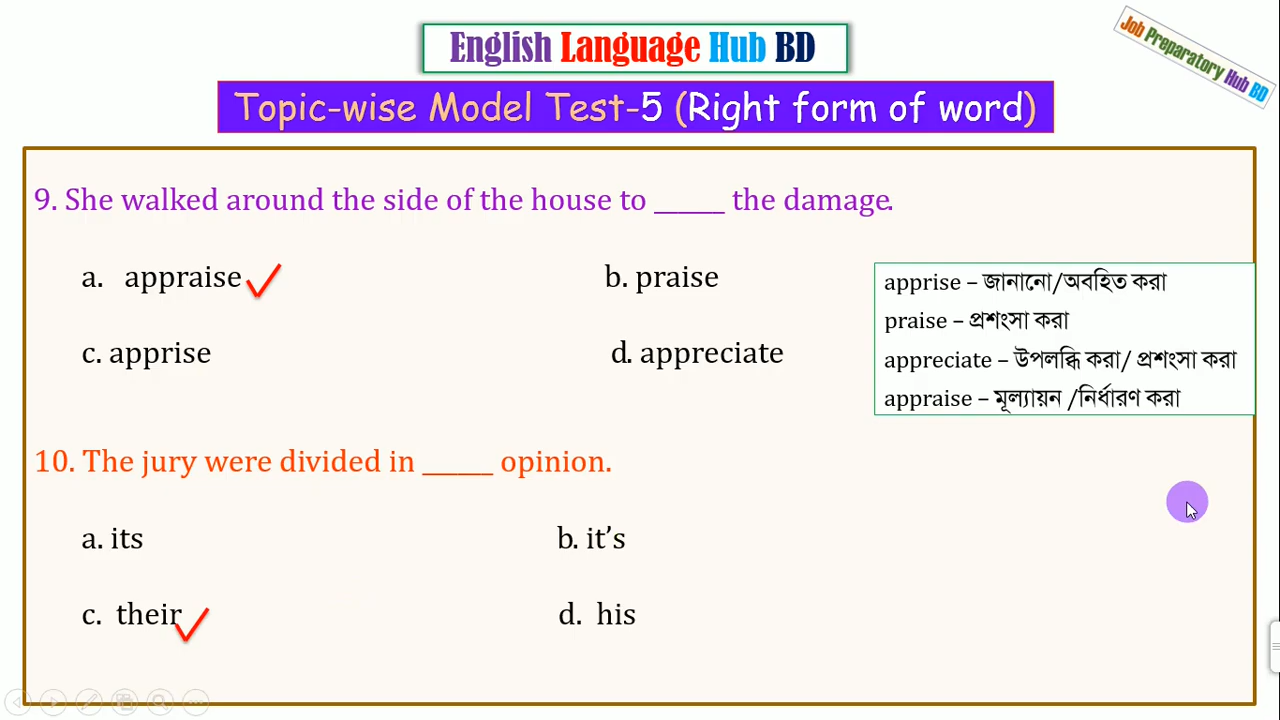 English Language Hub BD
Job Preparatory Hub BD
Topic-wise Model Test-5 (Right form of word)
9. She walked around the side of the house to ______ the damage.
a. appraise
b. praise
c. apprise
d. appreciate
apprise – জানানো/অবহিত করা
praise – প্রশংসা করা
appreciate – উপলব্ধি করা/ প্রশংসা করা
appraise – মূল্যায়ন /নির্ধারণ করা
10. The jury were divided in ______ opinion.
a. its
b. it’s
c. their
d. his